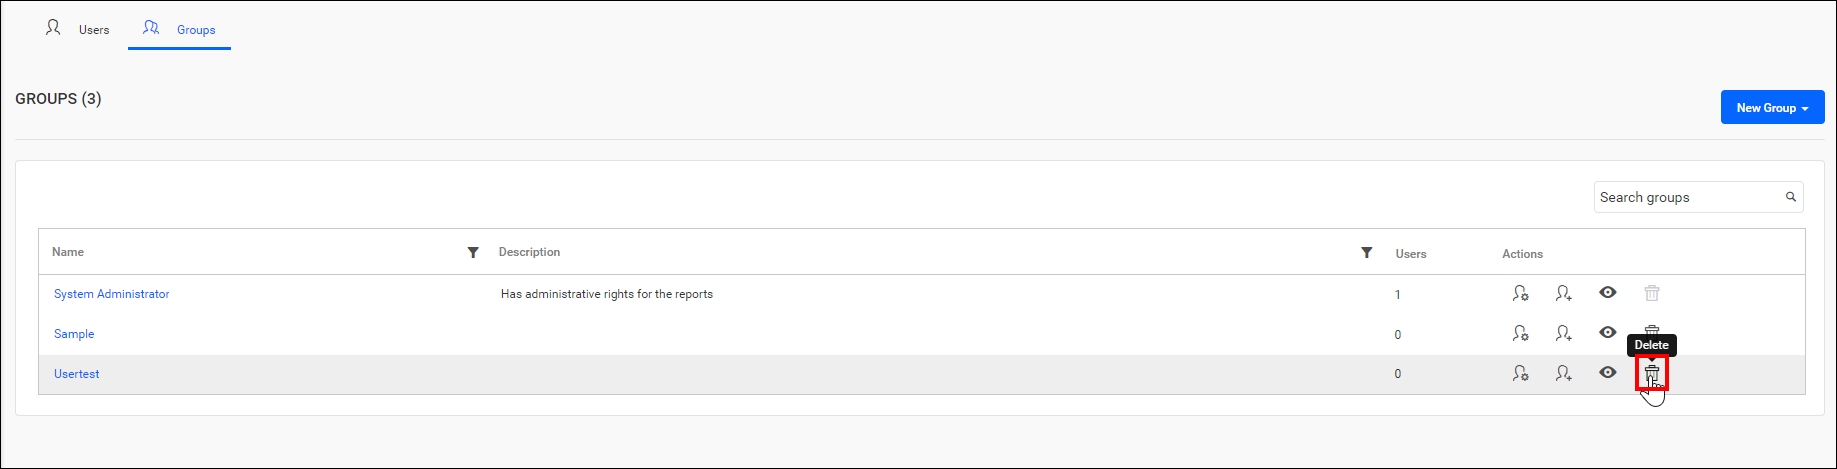 Users Groups
GROUPS (3)
New Group
Search groups
Name Description Users Actions
System Administrator Has administrative rights for the reports 1
Sample 0
Delete
Usertest 0